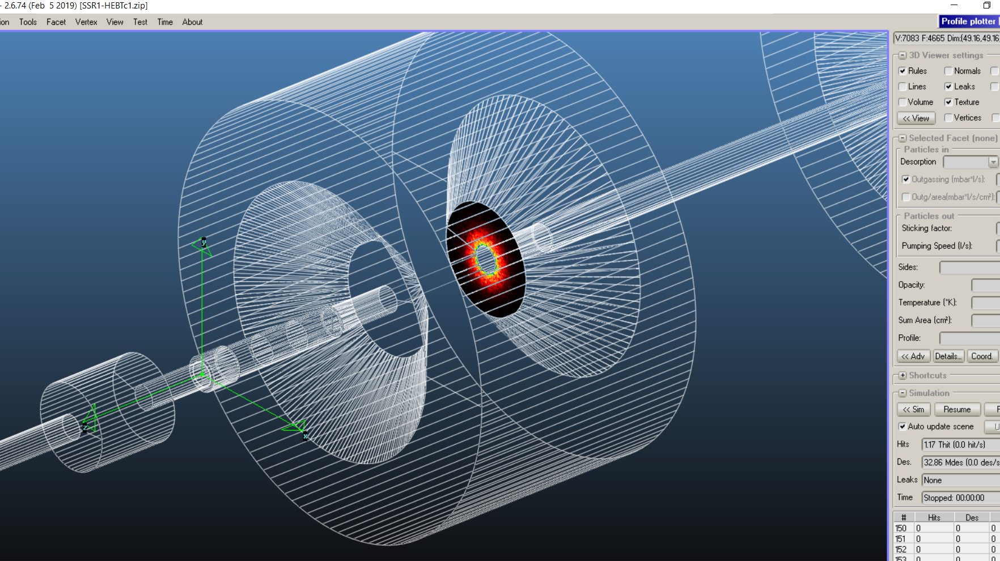 - 2.6.74 (Feb 5 2019) [SSR1-HEBTc1.zip]
ion Tools Facet Vertex View Test Time About
Profile plotter
V:7083 F:4665 Dim:(49.16,49.16
3D Viewer settings
Rules Normals
Lines Leaks
Volume Texture
<< View Vertices
Selected Facet (none)
Particles in
Desorption
Outgassing (mbar*l/s):
Outg/area(mbar*l/s/cm²):
Particles out
Sticking factor:
Pumping Speed (l/s):
Sides:
Opacity:
Temperature (°K):
Sum Area (cm²):
Profile:
<< Adv Details... Coord.
Shortcuts
Simulation
<< Sim Resume
Auto update scene
Hits 1.17 Thit (0.0 hit/s)
Des. 32.86 Mdes (0.0 des/s
Leaks None
Time Stopped: 00:00:00
# Hits Des
150 0 0 0
151 0 0 0
152 0 0 0
153 0 0 0
y
z
x